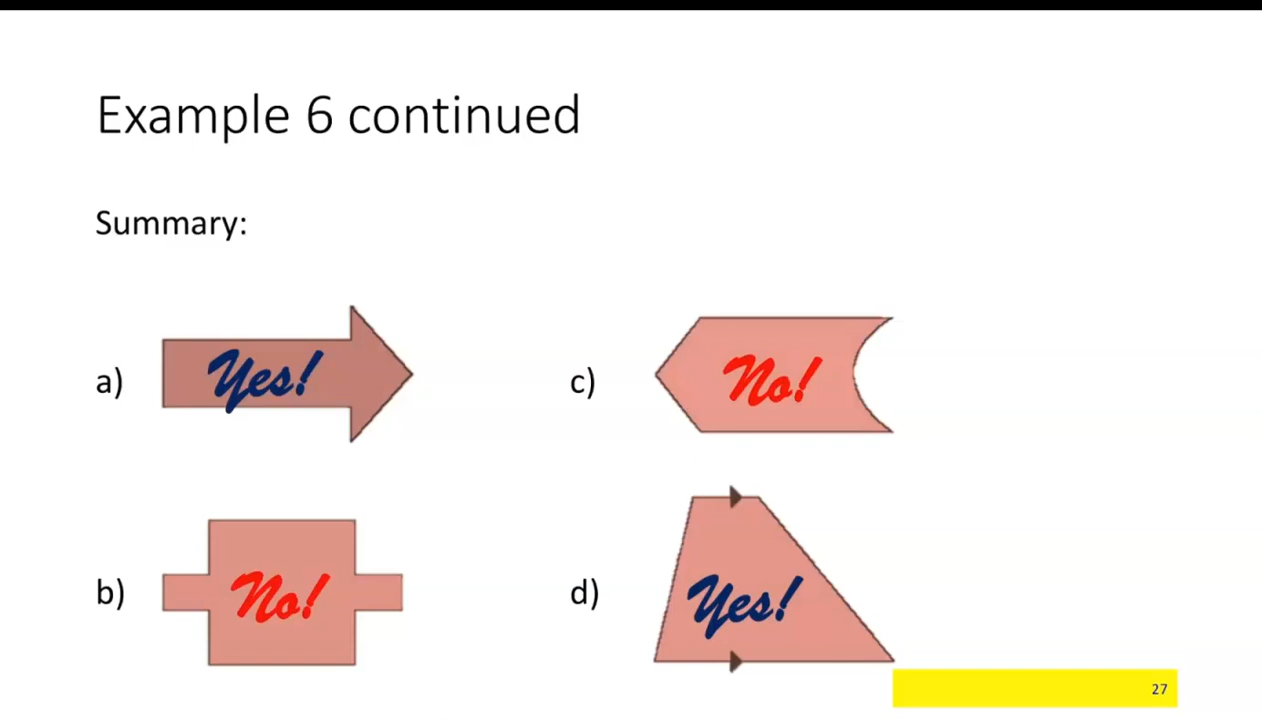 Example 6 continued
Summary:
a) Yes!
c) No!
b) No!
d) Yes!
27